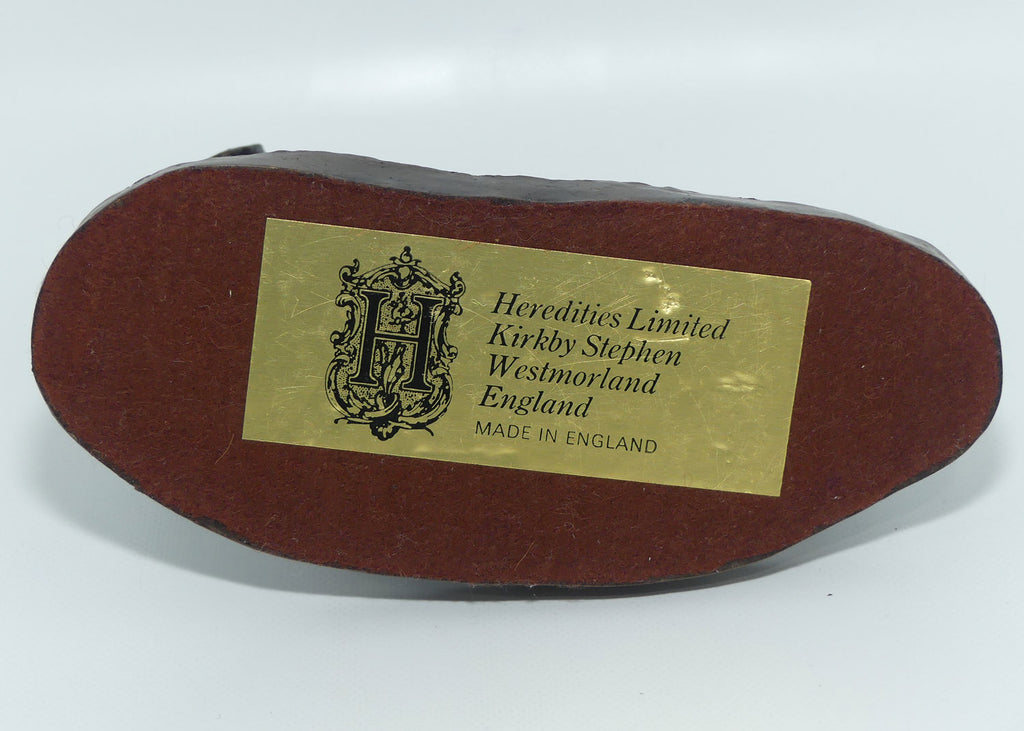 H
Heredities Limited
Kirkby Stephen
Westmorland
England
MADE IN ENGLAND